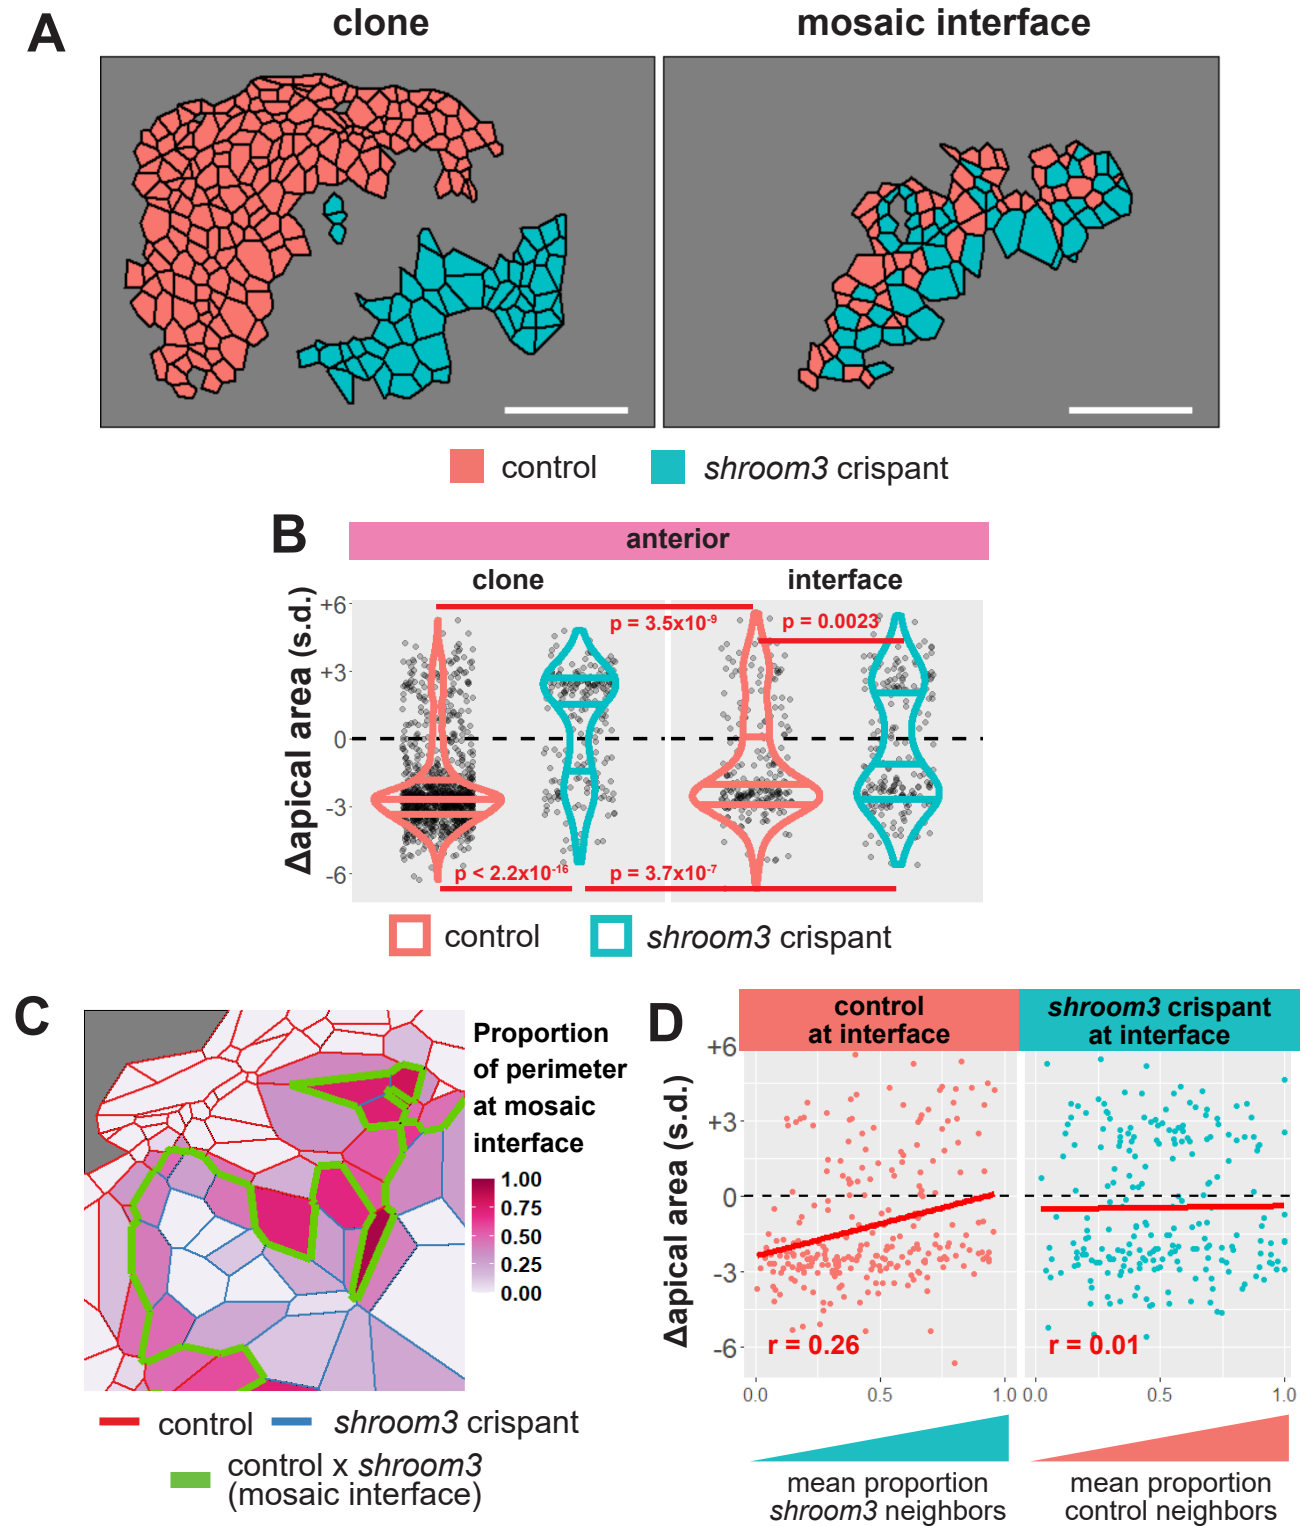 A
clone
mosaic interface
control
shroom3 crispant
B
anterior
clone
interface
Δapical area (s.d.)
+6
+3
0
-3
-6
p = 3.5x10⁻⁹
p = 0.0023
p < 2.2x10⁻¹⁶
p = 3.7x10⁻⁷
control
shroom3 crispant
C
Proportion
of perimeter
at mosaic
interface
1.00
0.75
0.50
0.25
0.00
control
shroom3 crispant
control x shroom3
(mosaic interface)
D
control
at interface
shroom3 crispant
at interface
Δapical area (s.d.)
+6
+3
0
-3
-6
r = 0.26
r = 0.01
0.0 0.5 1.0
0.0 0.5 1.0
mean proportion
shroom3 neighbors
mean proportion
control neighbors